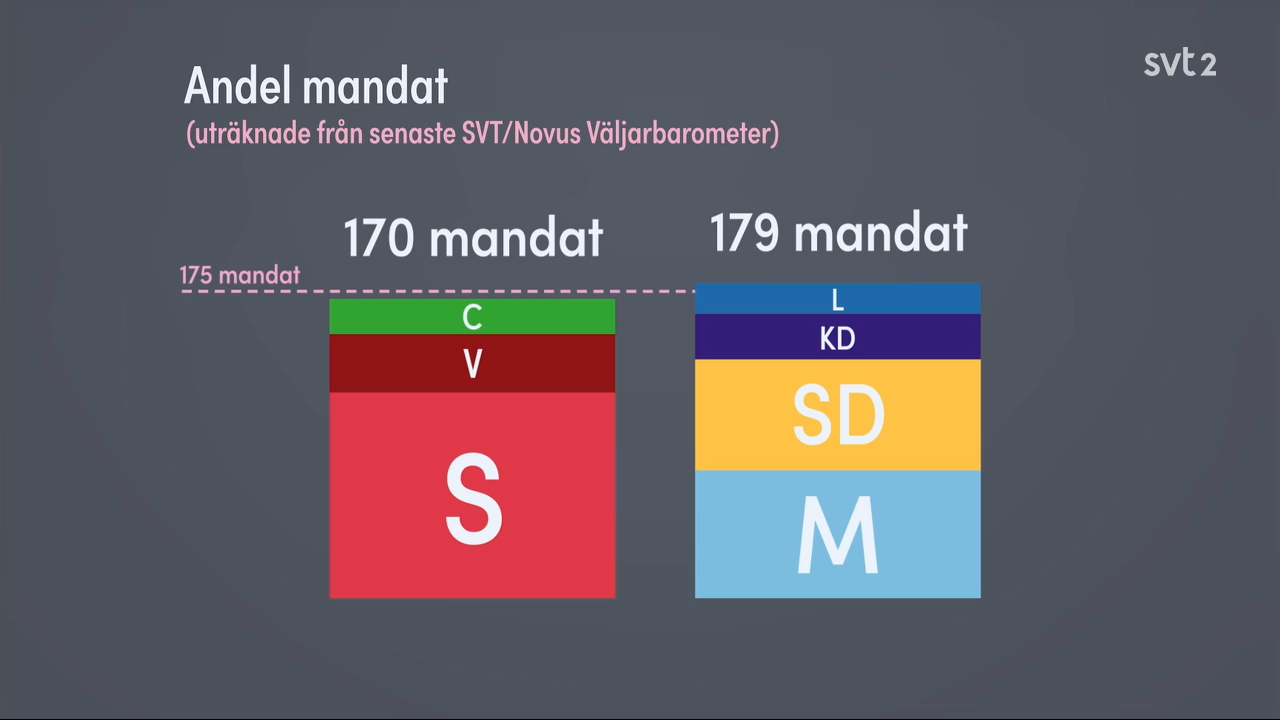 svt2
Andel mandat
(uträknade från senaste SVT/Novus Väljarbarometer)
170 mandat
179 mandat
175 mandat
C
V
S
L
KD
SD
M